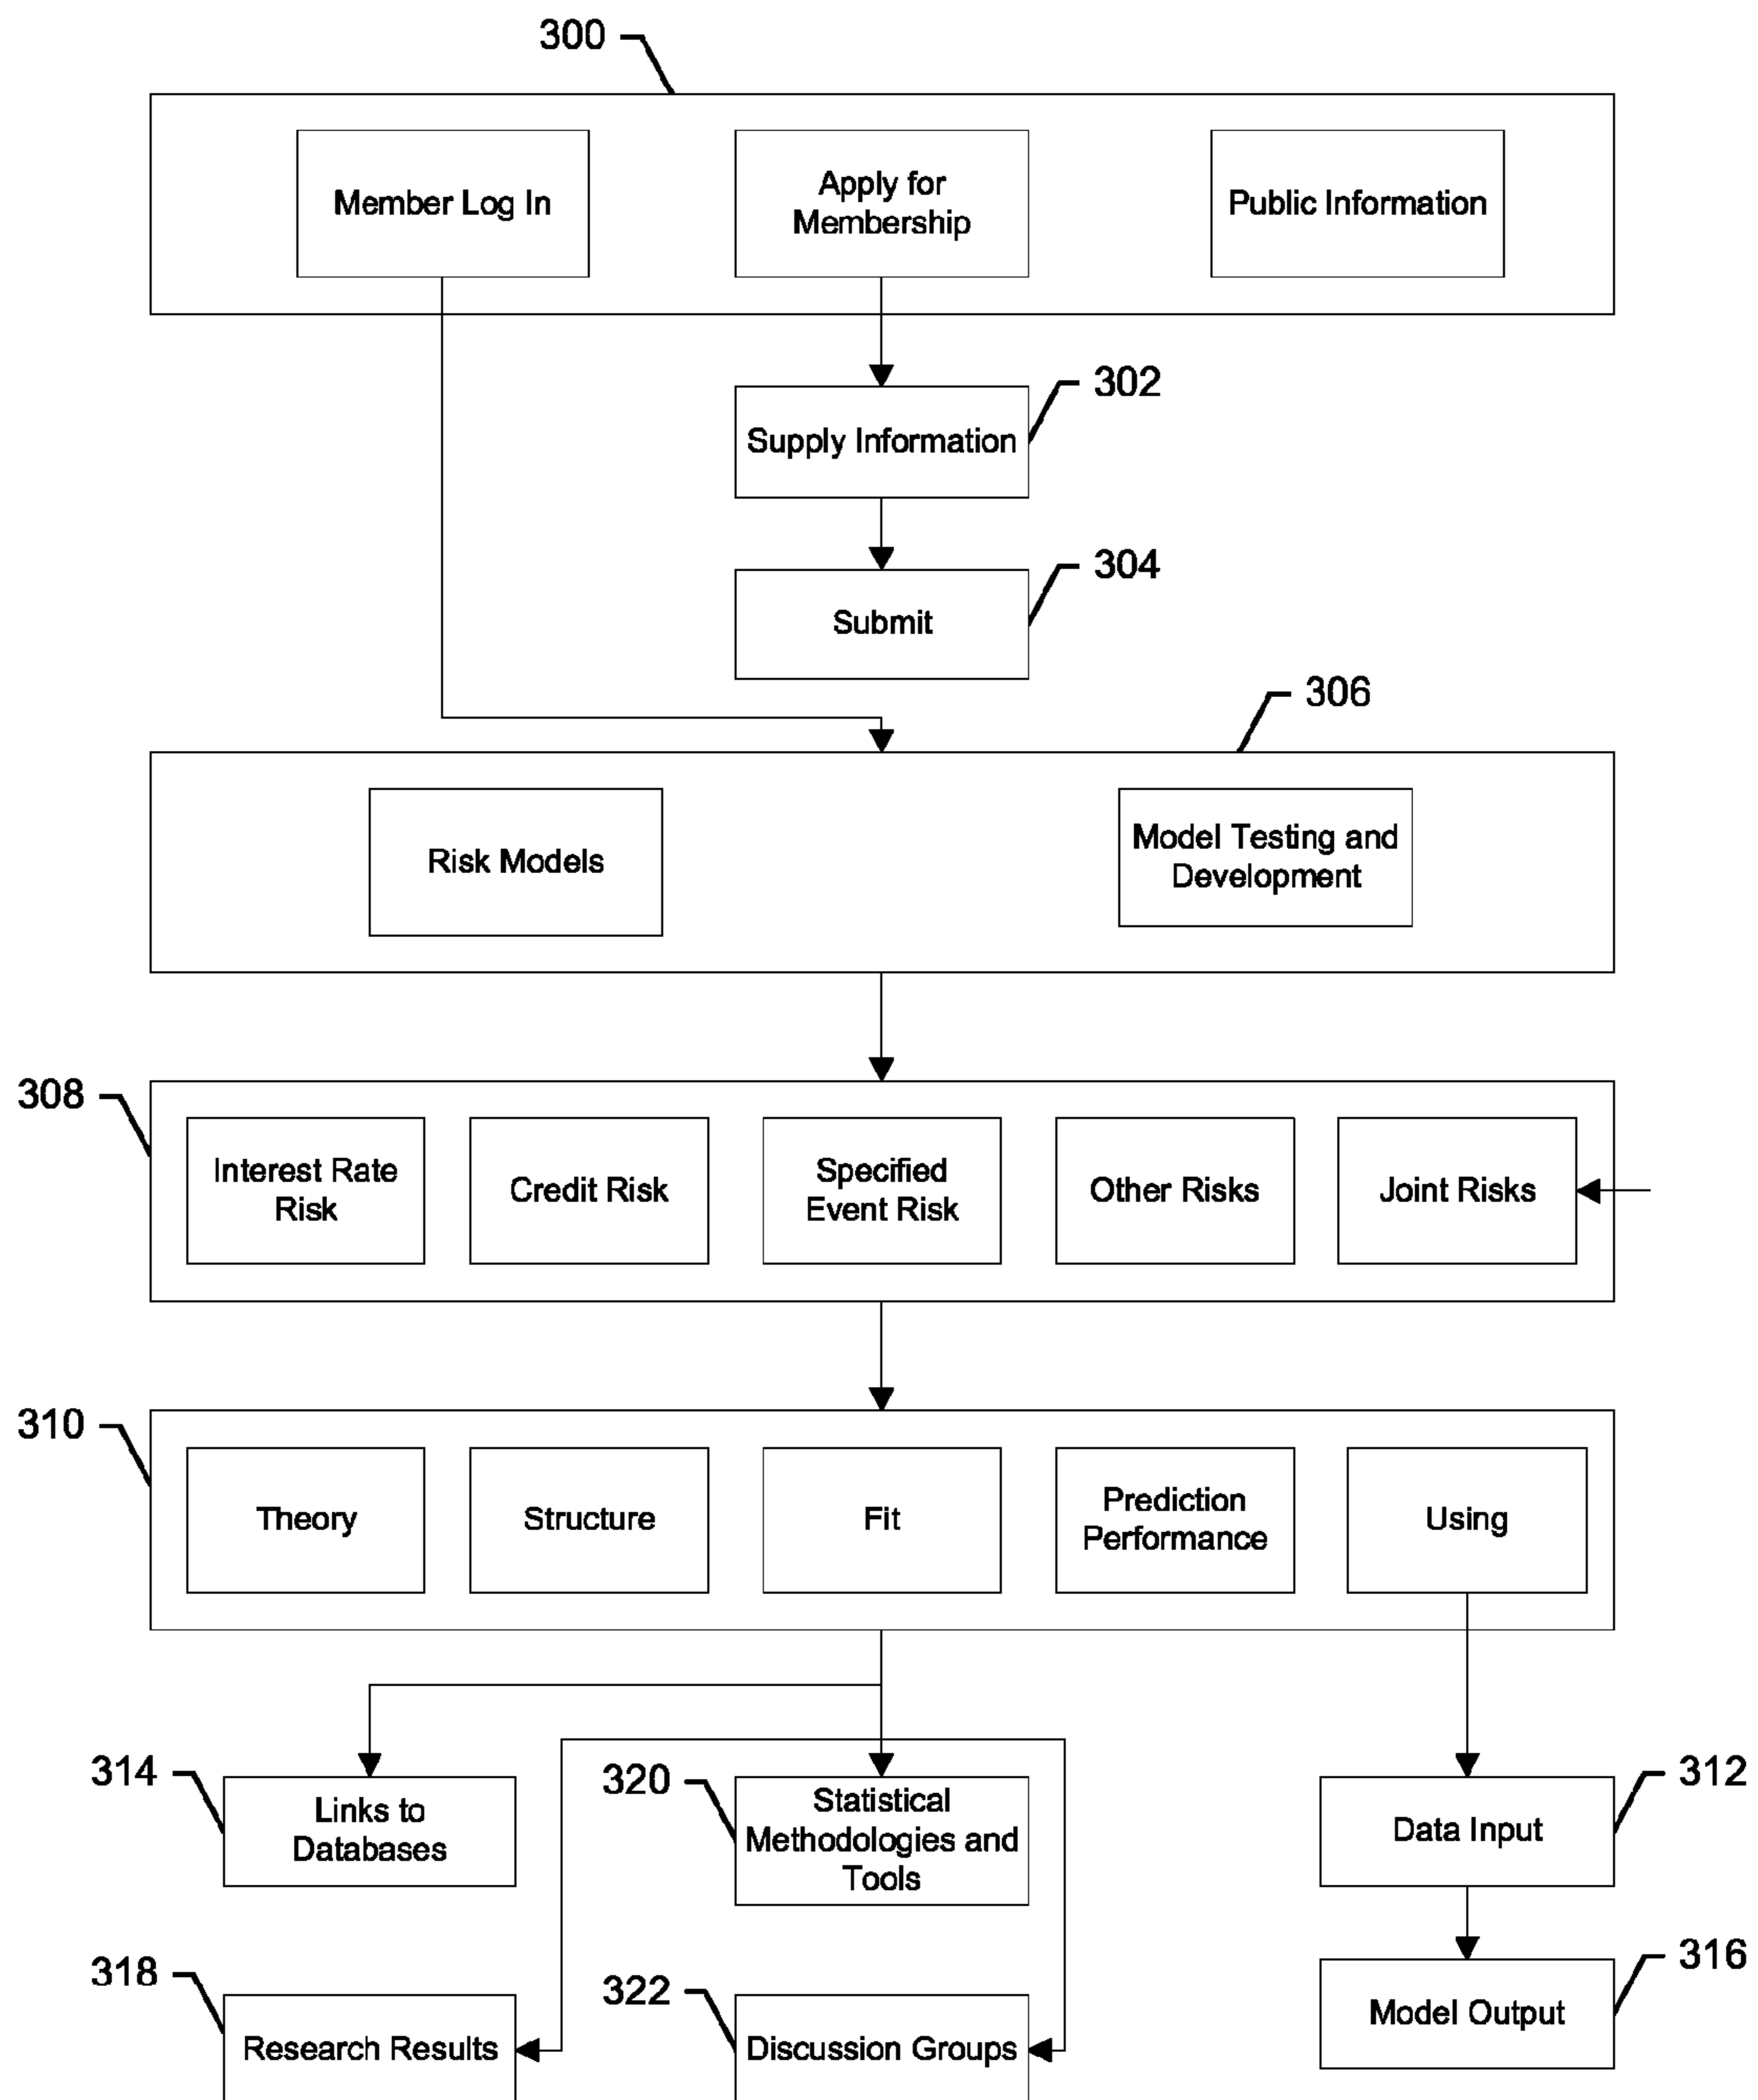 300
Member Log In
Apply for
Membership
Public Information
302
Supply Information
304
Submit
306
Risk Models
Model Testing and
Development
308
Interest Rate
Risk
Credit Risk
Specified
Event Risk
Other Risks
Joint Risks
310
Theory
Structure
Fit
Prediction
Performance
Using
314
Links to
Databases
320
Statistical
Methodologies and
Tools
312
Data Input
318
Research Results
322
Discussion Groups
316
Model Output